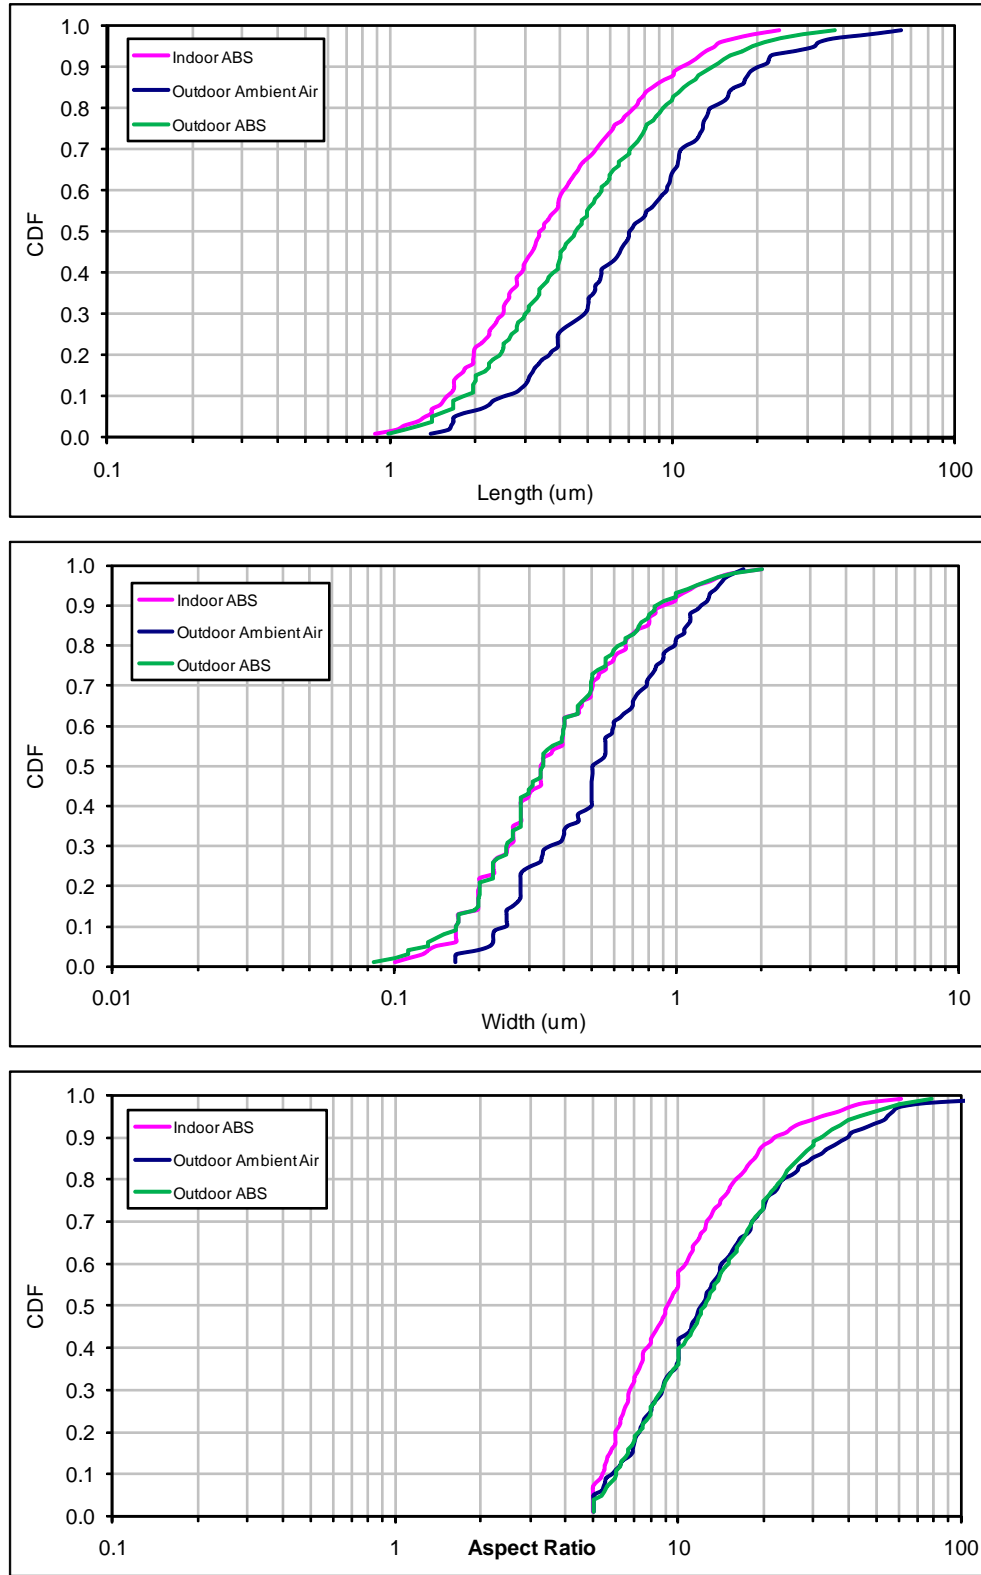 1.0
0.9
0.8
0.7
0.6
0.5
0.4
0.3
0.2
0.1
0.0
CDF
Indoor ABS
Outdoor Ambient Air
Outdoor ABS
0.1 1 10 100
Length (um)
1.0
0.9
0.8
0.7
0.6
0.5
0.4
0.3
0.2
0.1
0.0
CDF
Indoor ABS
Outdoor Ambient Air
Outdoor ABS
0.01 0.1 1 10
Width (um)
1.0
0.9
0.8
0.7
0.6
0.5
0.4
0.3
0.2
0.1
0.0
CDF
Indoor ABS
Outdoor Ambient Air
Outdoor ABS
0.1 1 10 100
Aspect Ratio